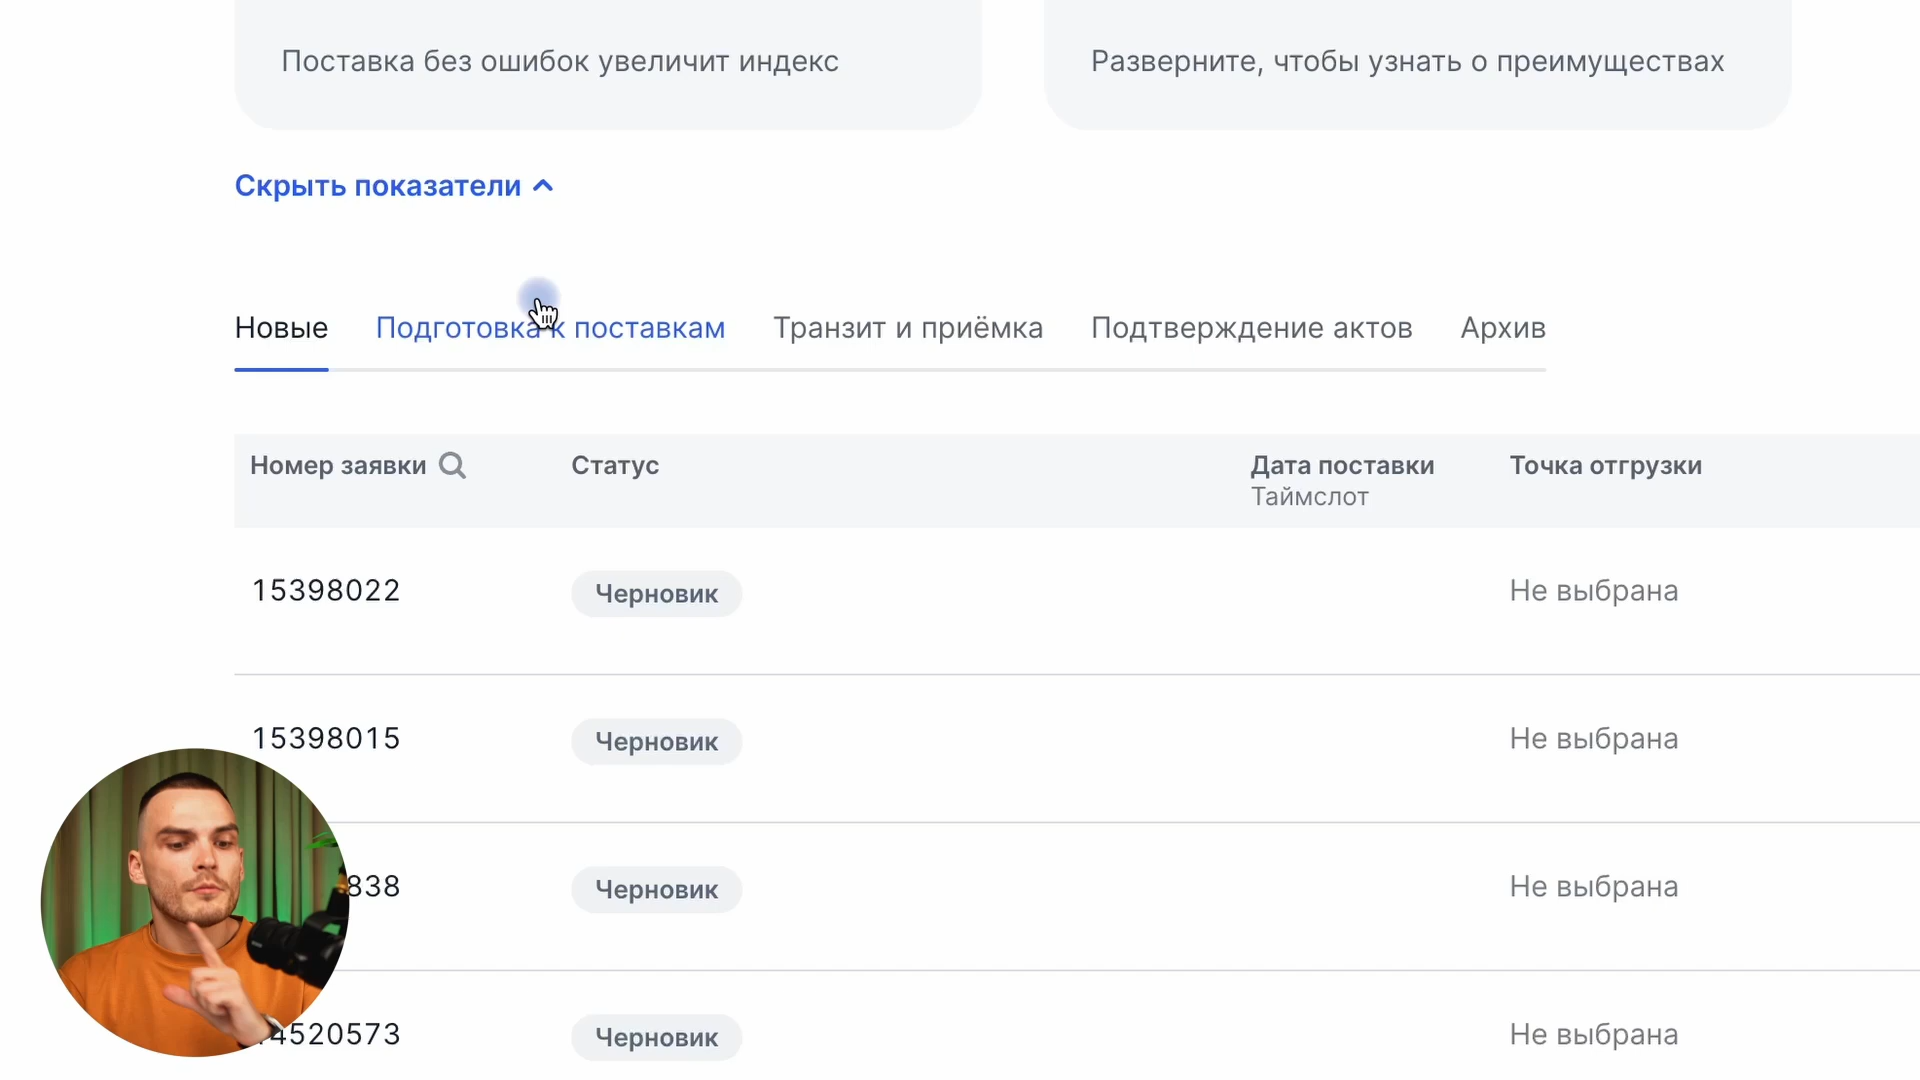 Поставка без ошибок увеличит индекс
Разверните, чтобы узнать о преимуществах
Скрыть показатели
Новые Подготовка к поставкам Транзит и приёмка Подтверждение актов Архив
Номер заявки Статус Дата поставки Точка отгрузки
Таймслот
15398022 Черновик Не выбрана
15398015 Черновик Не выбрана
838 Черновик Не выбрана
4520573 Черновик Не выбрана